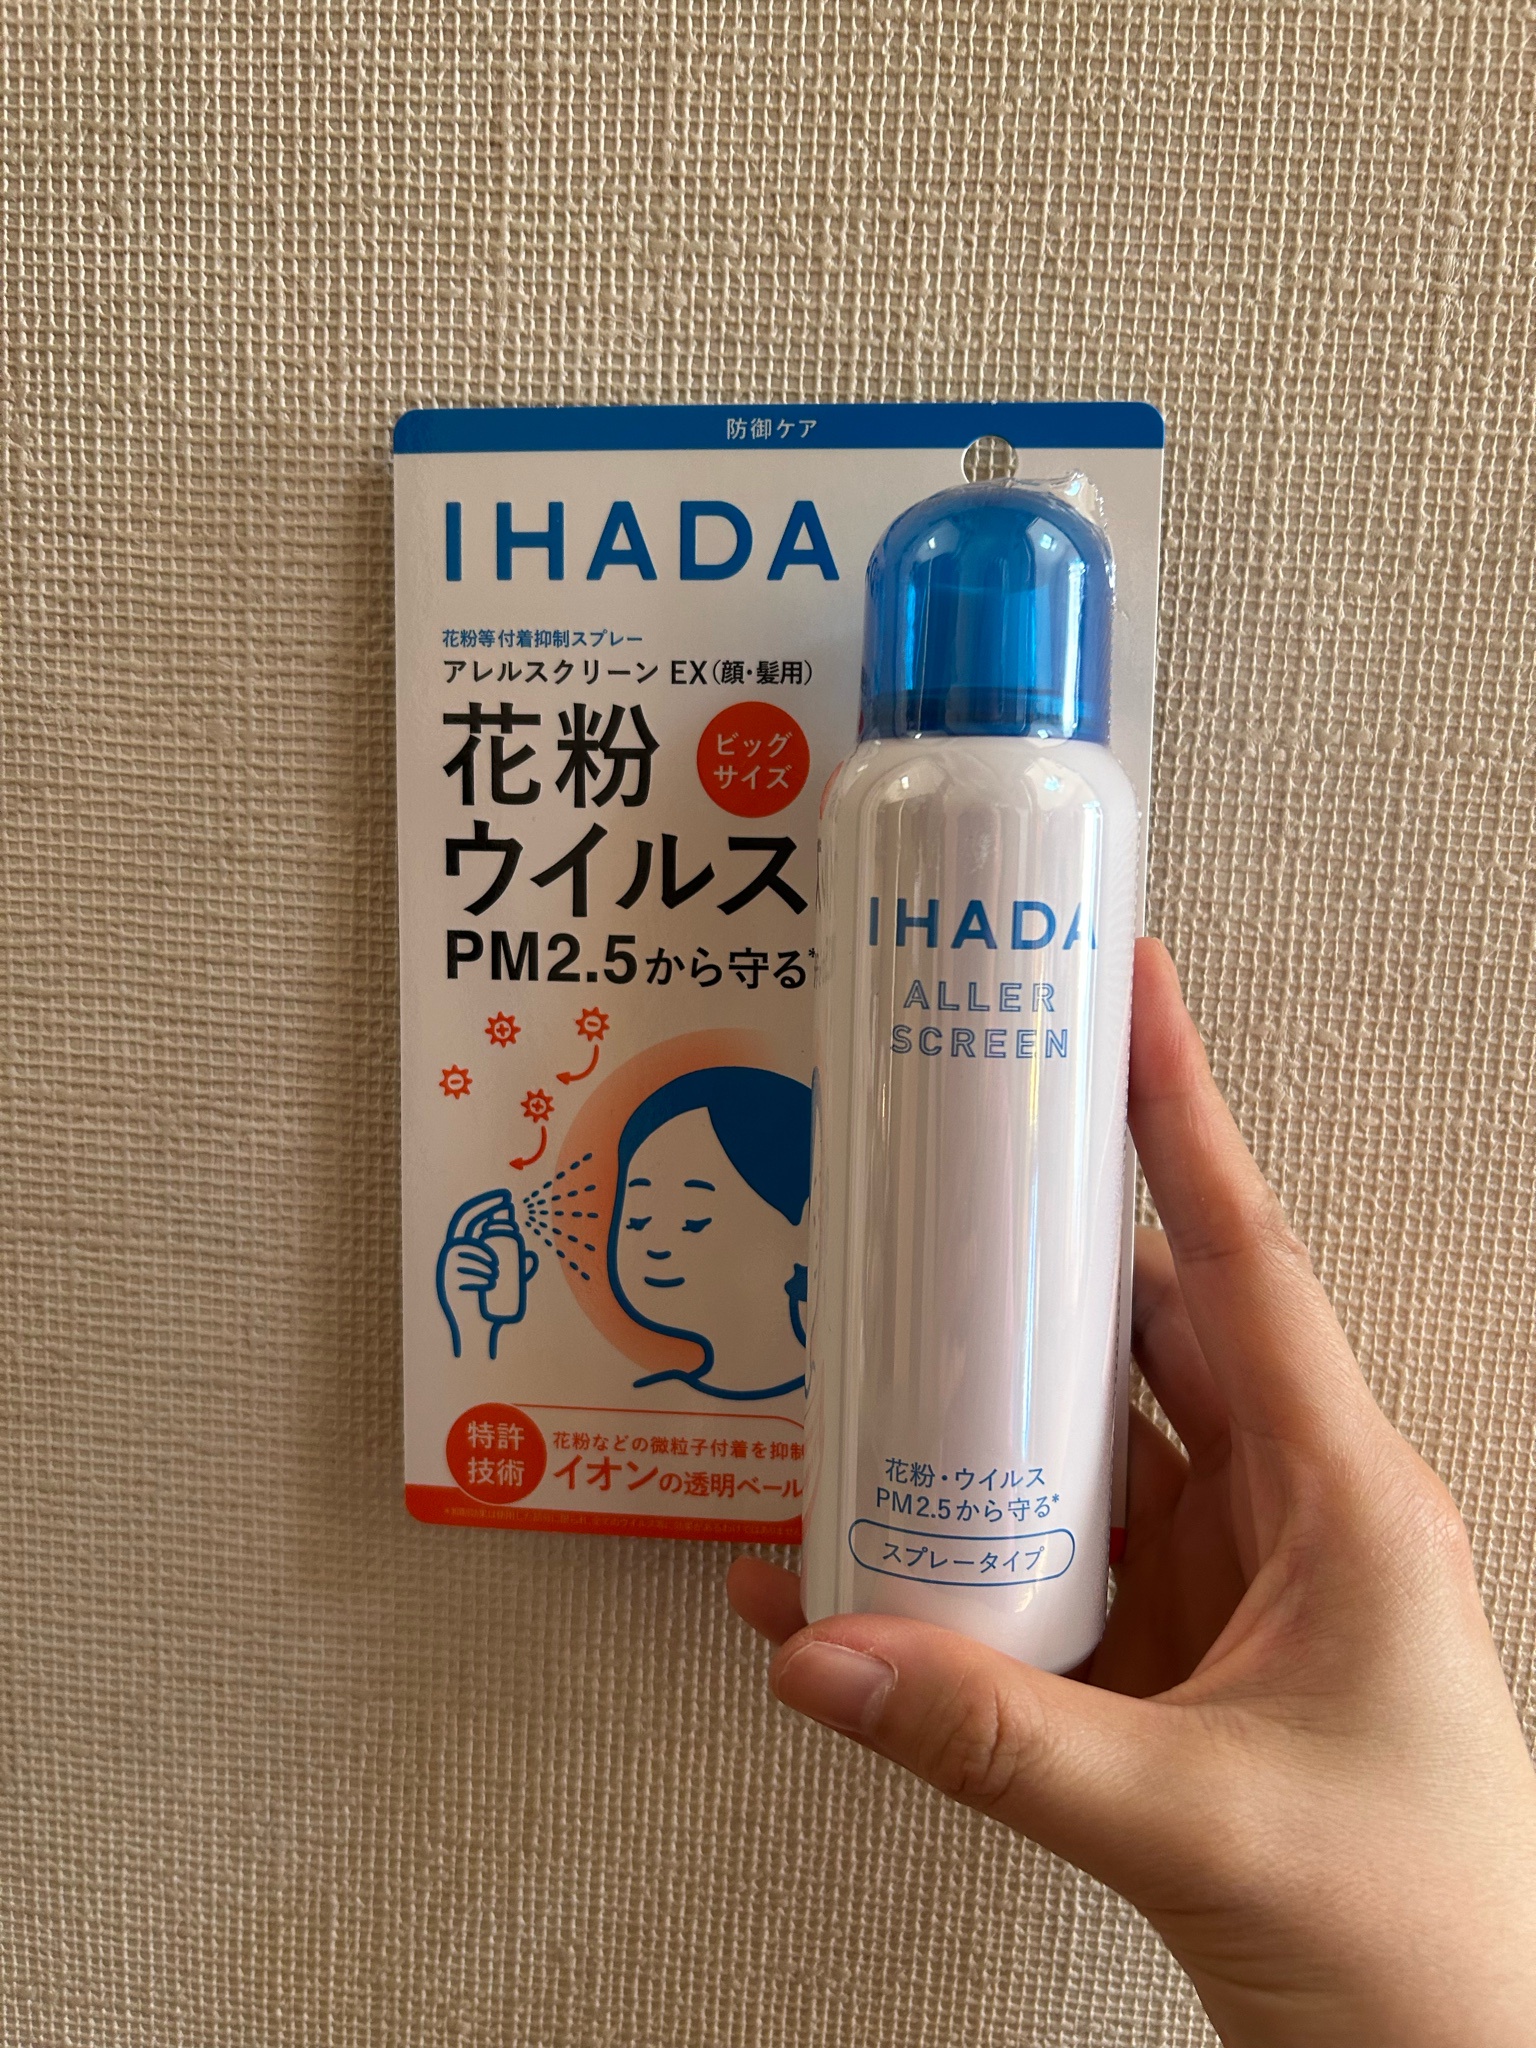 防御ケア
IHADA
花粉等付着抑制スプレー
アレルスクリーン EX(顔・髪用)
花粉
ビッグ
サイズ
ウイルス
PM2.5から守る*
特許
技術
花粉などの微粒子付着を抑制
イオンの透明ベール
IHADA
ALLER
SCREEN
花粉・ウイルス
PM2.5から守る*
スプレータイプ